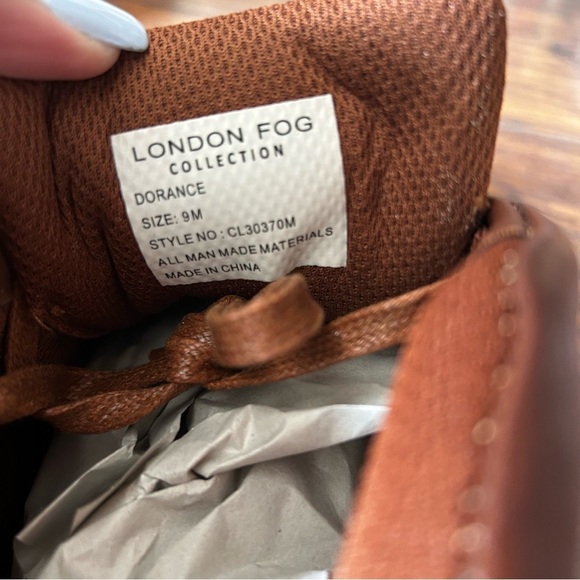 LONDON FOG
COLLECTION
DORANCE
SIZE: 9M
STYLE NO : CL30370M
ALL MAN MADE MATERIALS
MADE IN CHINA